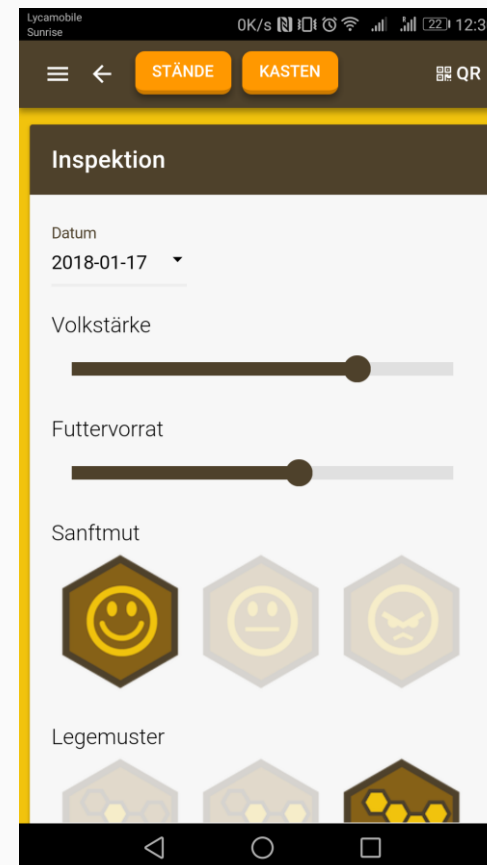 Lycamobile
Sunrise
0K/s 22 12:3
STÄNDE KASTEN QR
Inspektion
Datum
2018-01-17
Volkstärke
Futtervorrat
Sanftmut
Legemuster